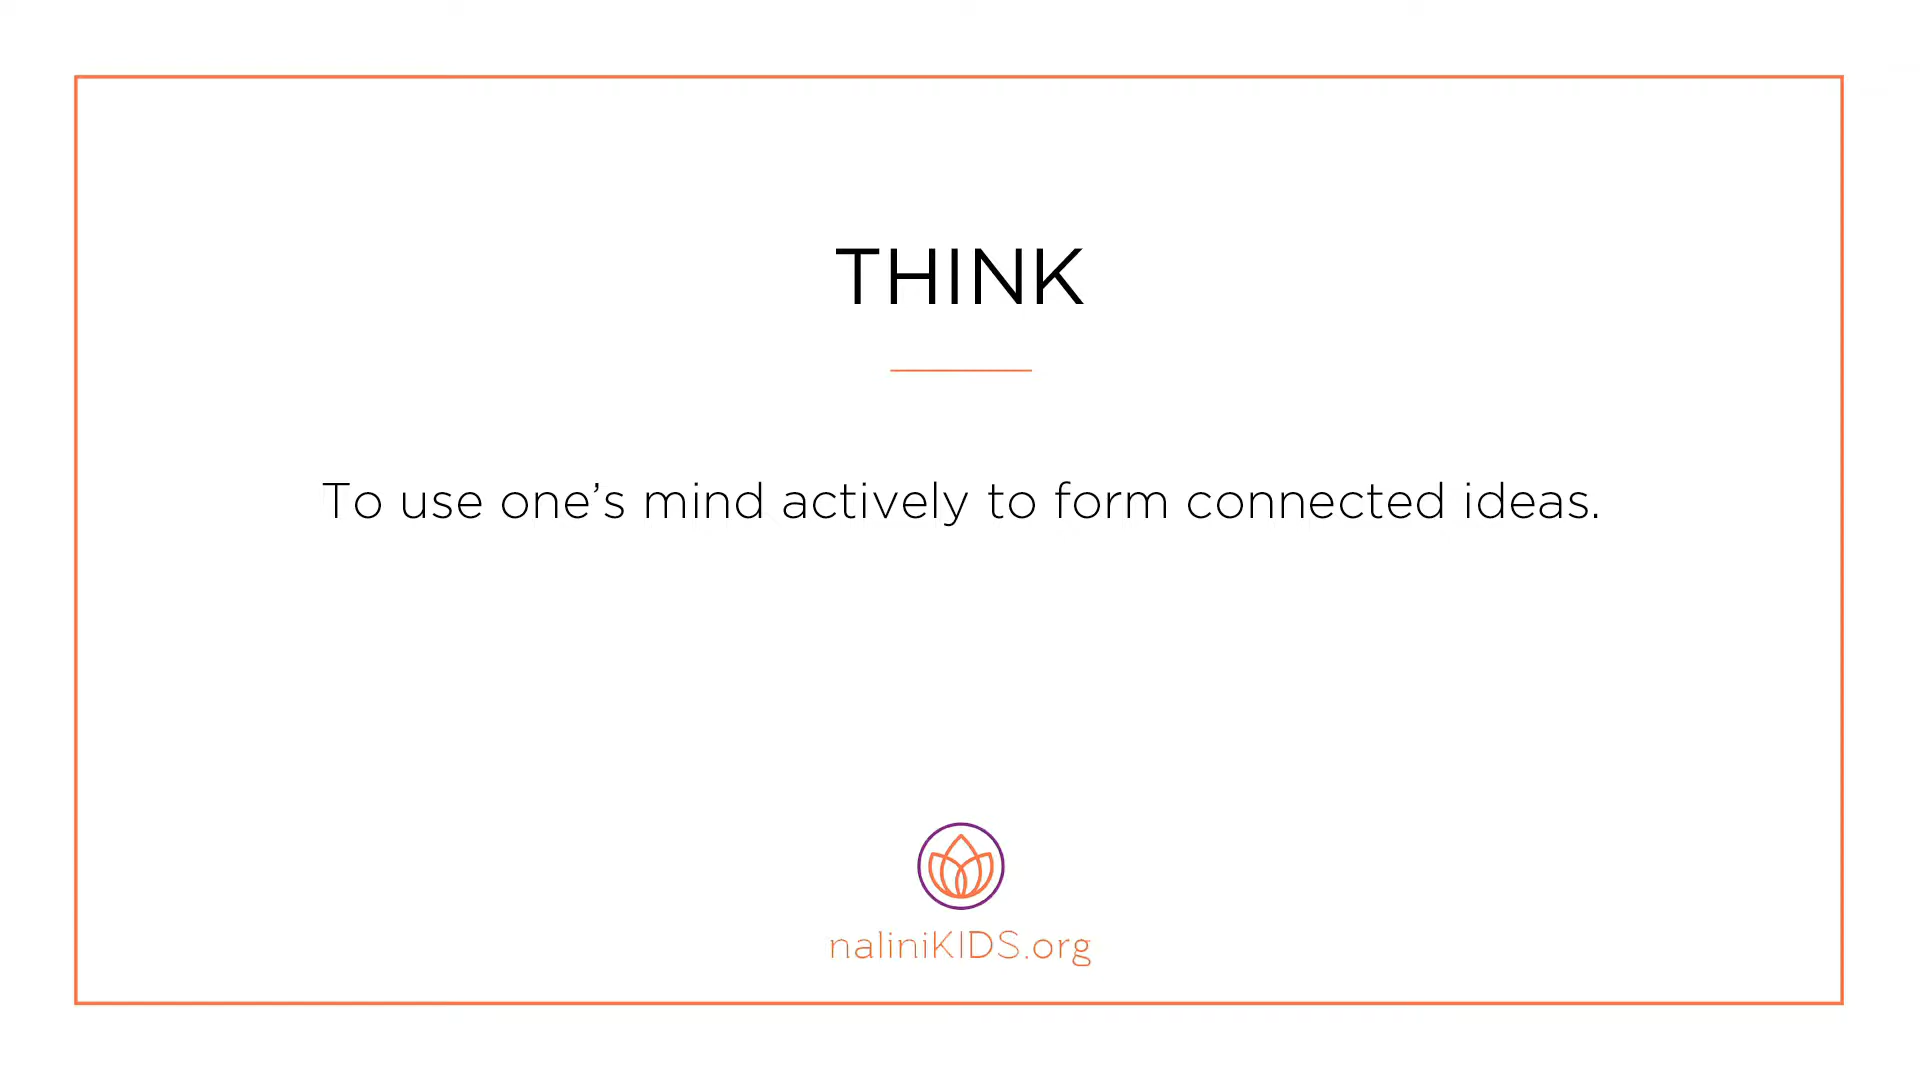 THINK
To use one’s mind actively to form connected ideas.
naliniKIDS.org